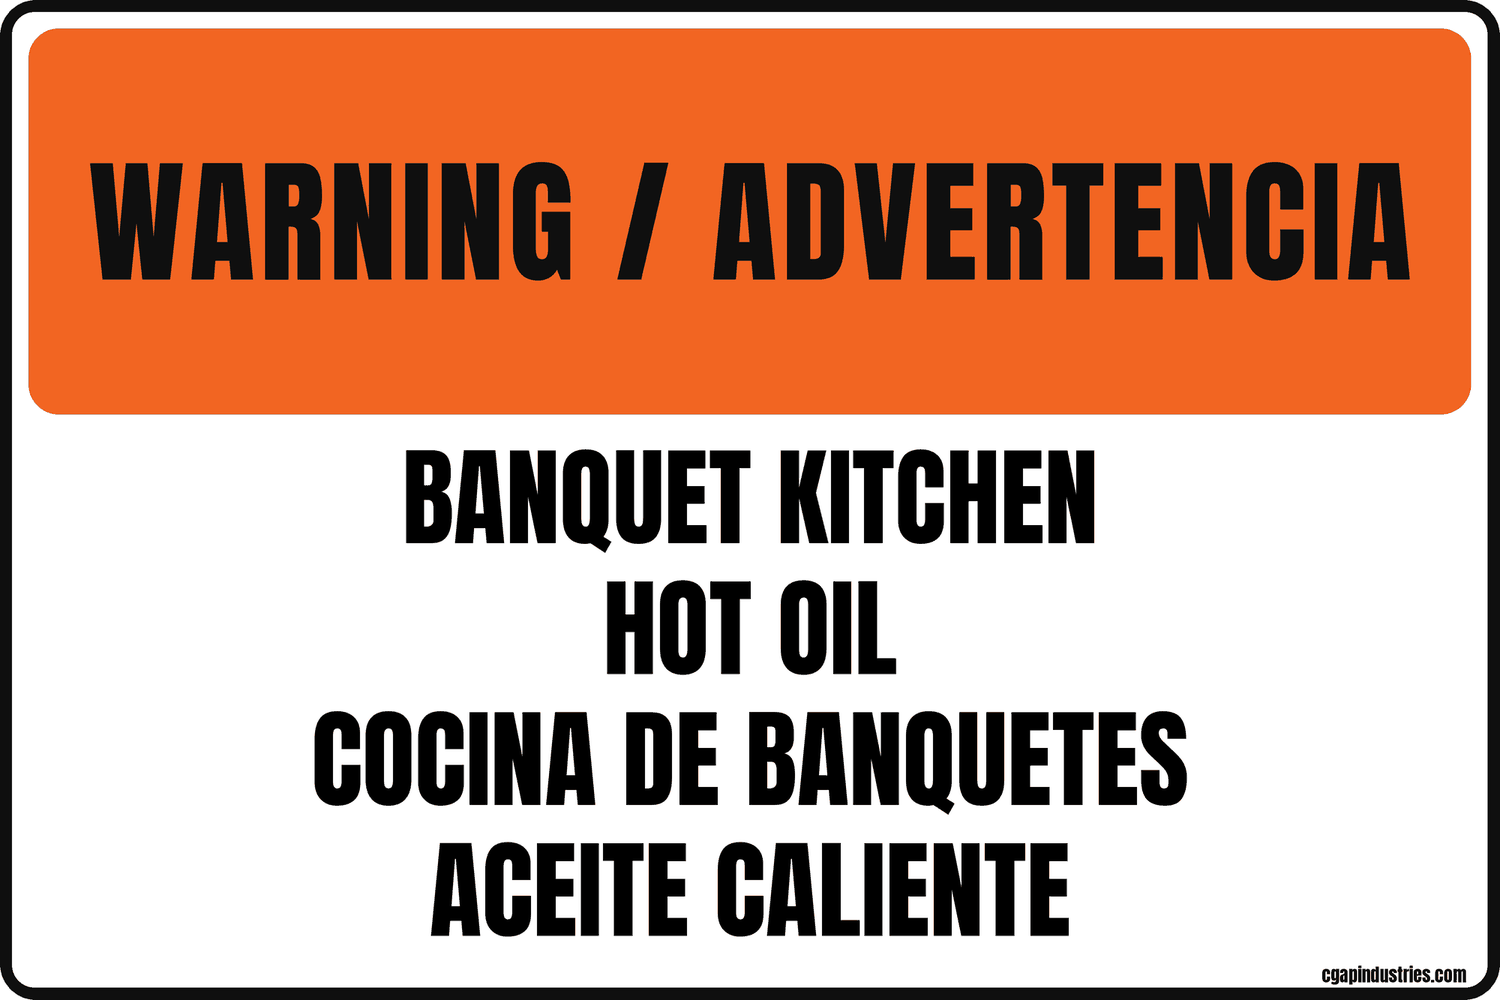 WARNING / ADVERTENCIA
BANQUET KITCHEN
HOT OIL
COCINA DE BANQUETES
ACEITE CALIENTE
cgapindustries.com